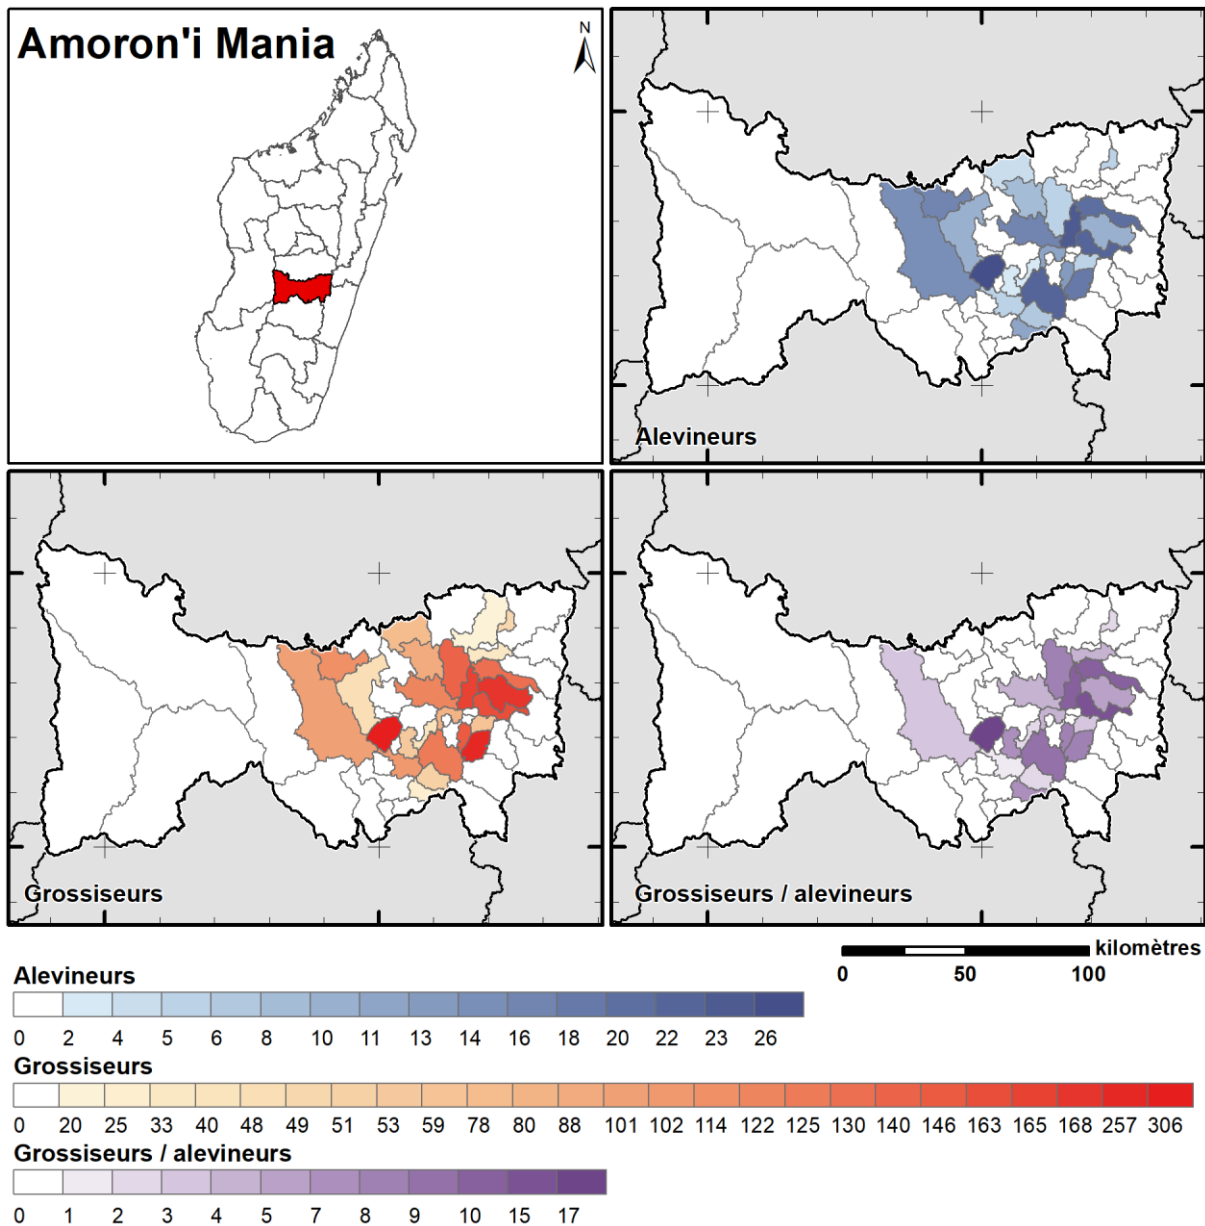 Amoron'i Mania
N
Alevineurs
Grossiseurs
Grossiseurs / alevineurs
kilomètres
0 50 100
Alevineurs
0 2 4 5 6 8 10 11 13 14 16 18 20 22 23 26
Grossiseurs
0 20 25 33 40 48 49 51 53 59 78 80 88 101 102 114 122 125 130 140 146 163 165 168 257 306
Grossiseurs / alevineurs
0 1 2 3 4 5 7 8 9 10 15 17